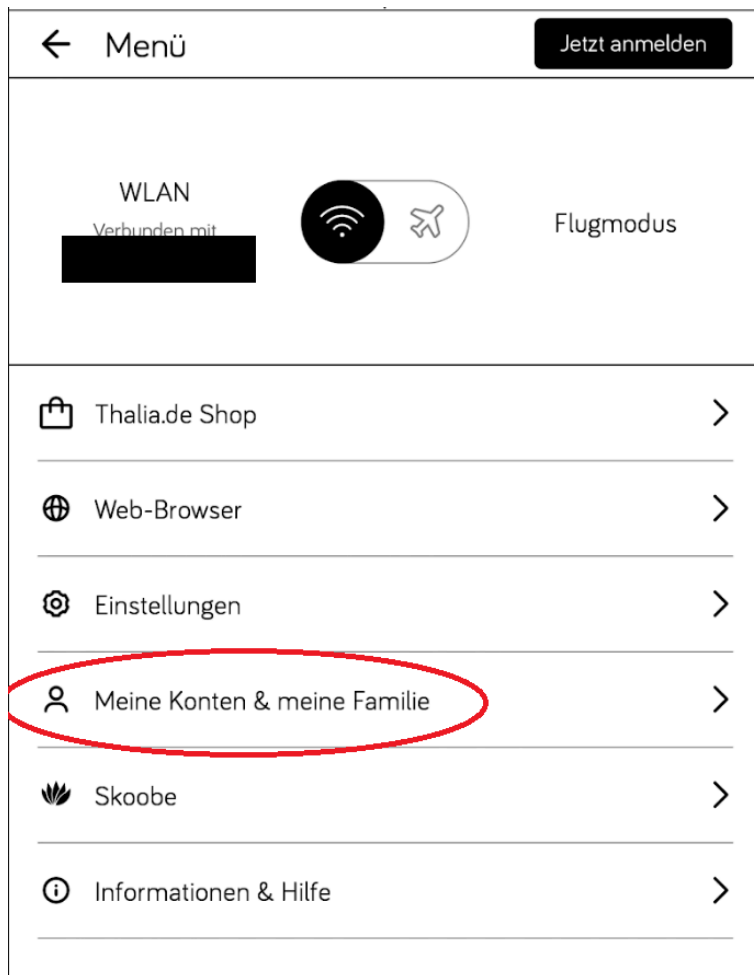 Menü
Jetzt anmelden
WLAN
Verbunden mit
Flugmodus
Thalia.de Shop
Web-Browser
Einstellungen
Meine Konten & meine Familie
Skoobe
Informationen & Hilfe